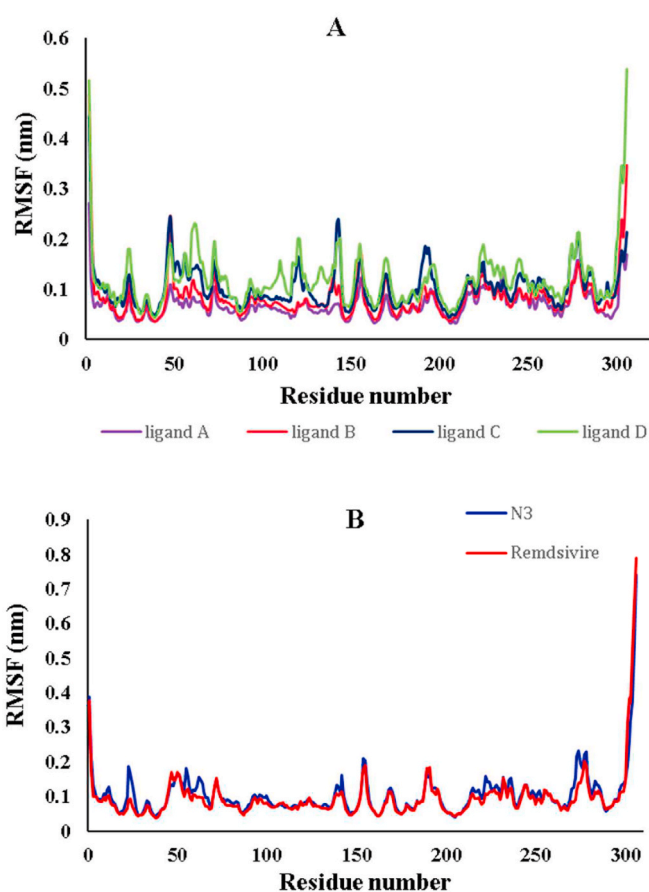 A
RMSF (nm)
0.6
0.5
0.4
0.3
0.2
0.1
0
0 50 100 150 200 250 300
Residue number
ligand A ligand B ligand C ligand D
B
N3
Remdsivire
RMSF (nm)
0.9
0.8
0.7
0.6
0.5
0.4
0.3
0.2
0.1
0
0 50 100 150 200 250 300
Residue number